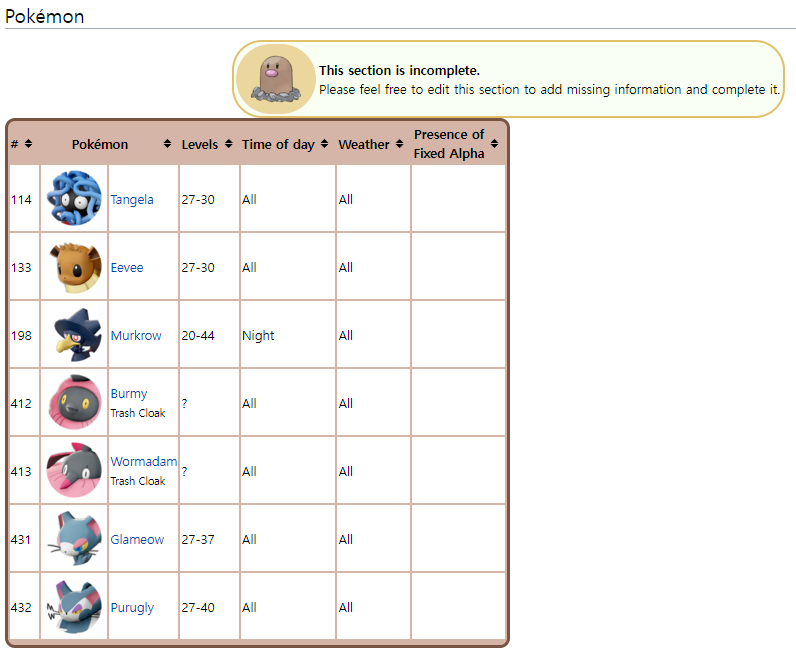 Pokémon
This section is incomplete.
Please feel free to edit this section to add missing information and complete it.
# Pokémon Levels Time of day Weather Presence of Fixed Alpha
114 Tangela 27-30 All All
133 Eevee 27-30 All All
198 Murkrow 20-44 Night All
412 Burmy Trash Cloak ? All All
413 Wormadam Trash Cloak ? All All
431 Glameow 27-37 All All
432 Purugly 27-40 All All